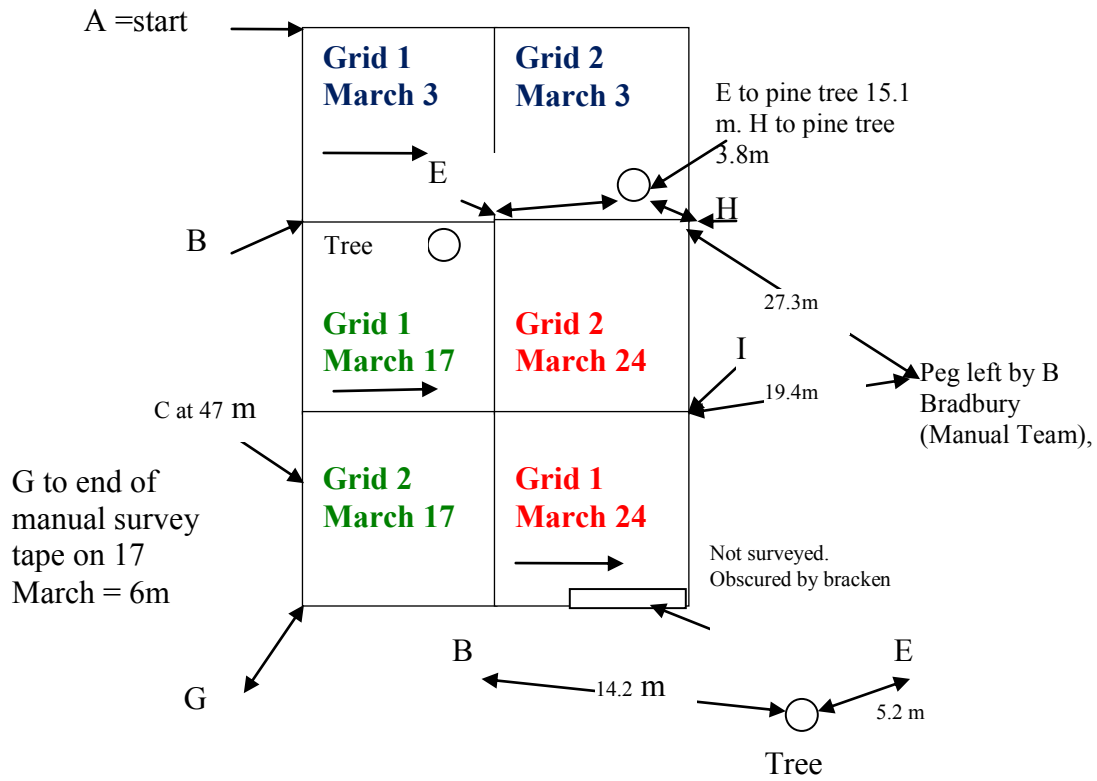 A =start
Grid 1
March 3
Grid 2
March 3
E to pine tree 15.1
m. H to pine tree
3.8m
E
H
B
Tree
27.3m
Grid 1
March 17
Grid 2
March 24
I
Peg left by B
Bradbury
(Manual Team),
19.4m
C at 47 m
G to end of
manual survey
tape on 17
March = 6m
Grid 2
March 17
Grid 1
March 24
Not surveyed.
Obscured by bracken
G
B
E
14.2 m
5.2 m
Tree